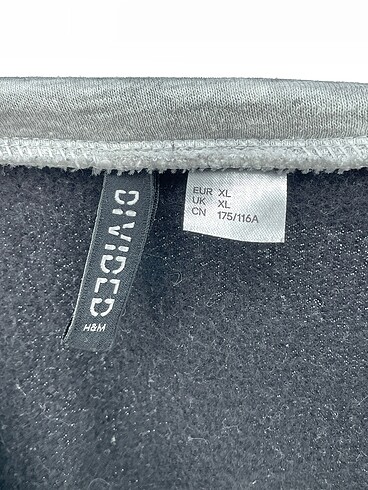 DIVIDED
H&M
EUR XL
UK XL
CN 175/116A